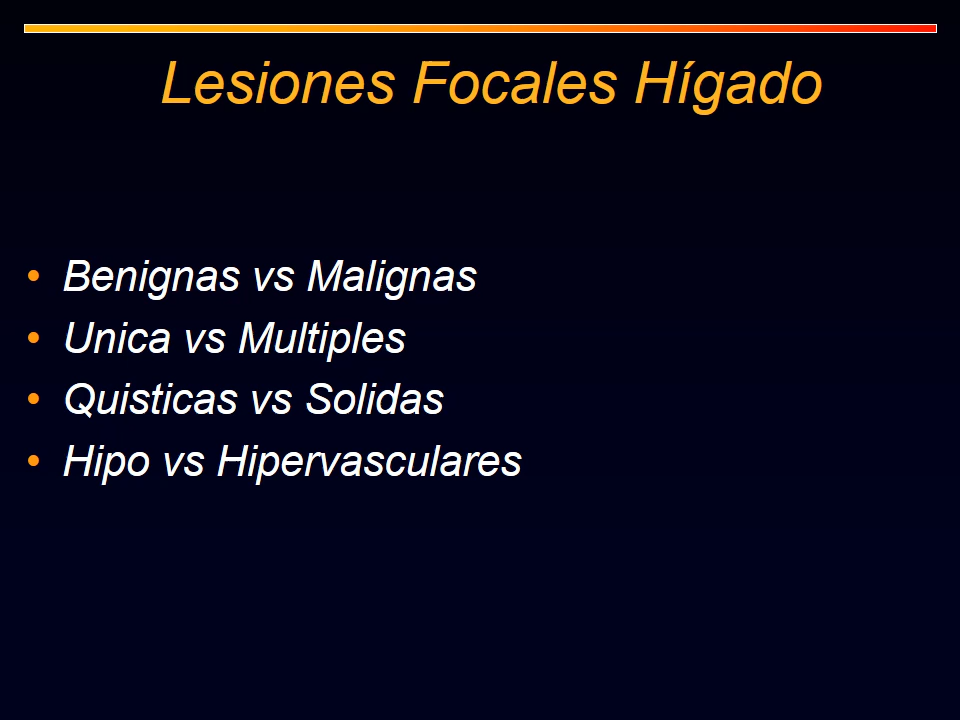 Lesiones Focales Hígado
• Benignas vs Malignas
• Unica vs Multiples
• Quisticas vs Solidas
• Hipo vs Hipervasculares